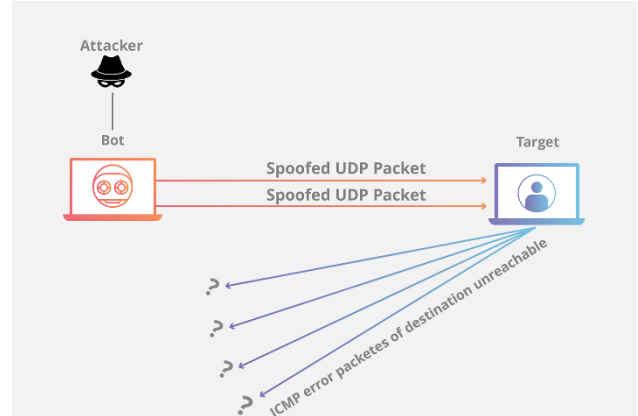 Attacker
Bot
Target
Spoofed UDP Packet
Spoofed UDP Packet
?
?
?
?
ICMP error packetes of destination unreachable